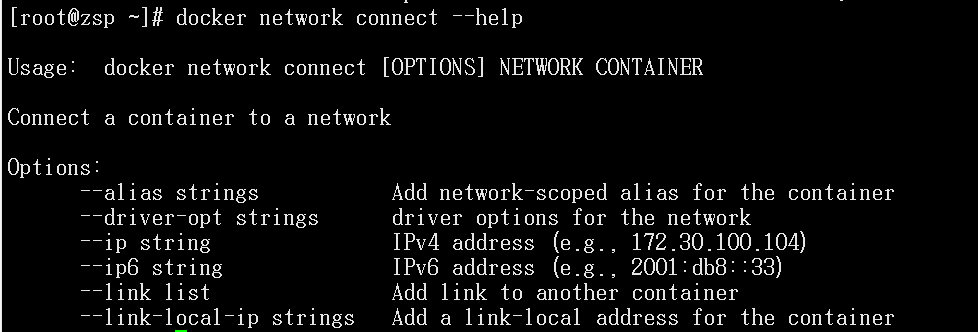 [root@zsp ~]# docker network connect --help
Usage:  docker network connect [OPTIONS] NETWORK CONTAINER
Connect a container to a network
Options:
--alias strings           Add network-scoped alias for the container
--driver-opt strings      driver options for the network
--ip string               IPv4 address (e.g., 172.30.100.104)
--ip6 string              IPv6 address (e.g., 2001:db8::33)
--link list               Add link to another container
--link-local-ip strings   Add a link-local address for the container